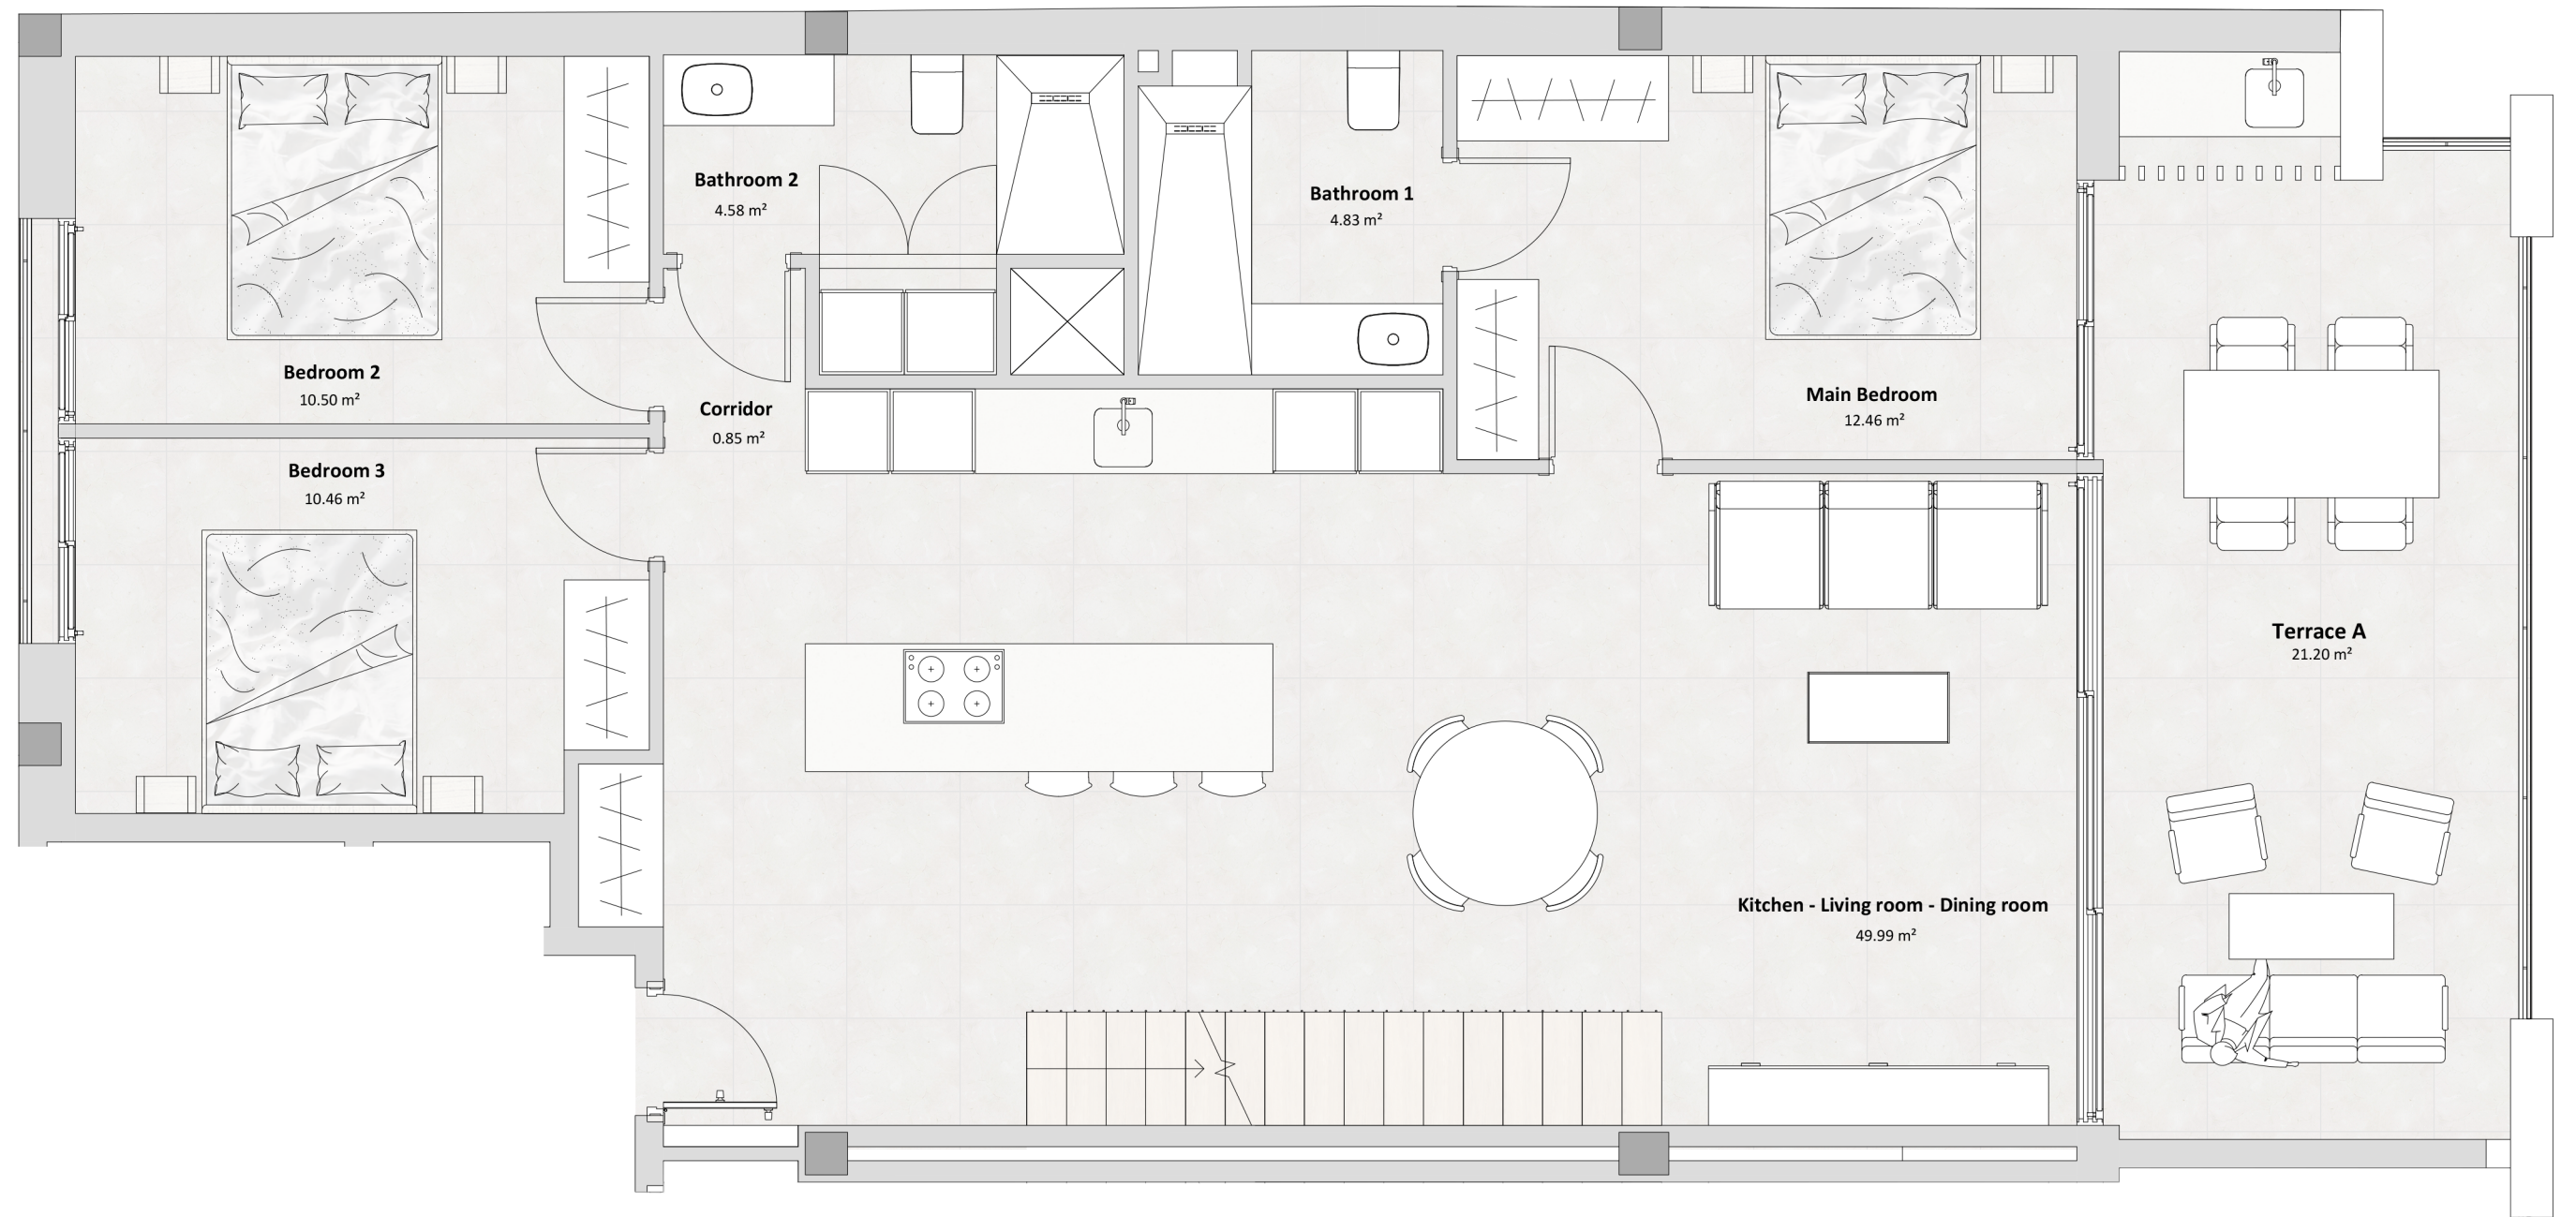 Bathroom 2
4.58 m²
Bathroom 1
4.83 m²
Bedroom 2
10.50 m²
Corridor
0.85 m²
Main Bedroom
12.46 m²
Bedroom 3
10.46 m²
Terrace A
21.20 m²
Kitchen - Living room - Dining room
49.99 m²